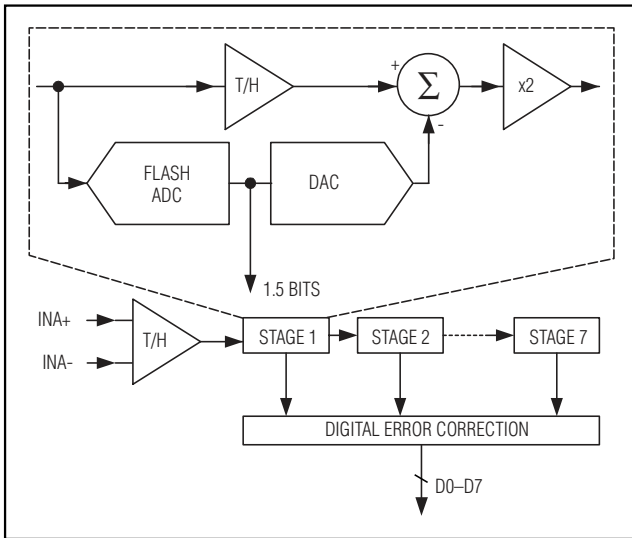 T/H
+
Σ
-
x2
FLASH
ADC
DAC
1.5 BITS
INA+
INA-
T/H
STAGE 1
STAGE 2
STAGE 7
DIGITAL ERROR CORRECTION
D0–D7